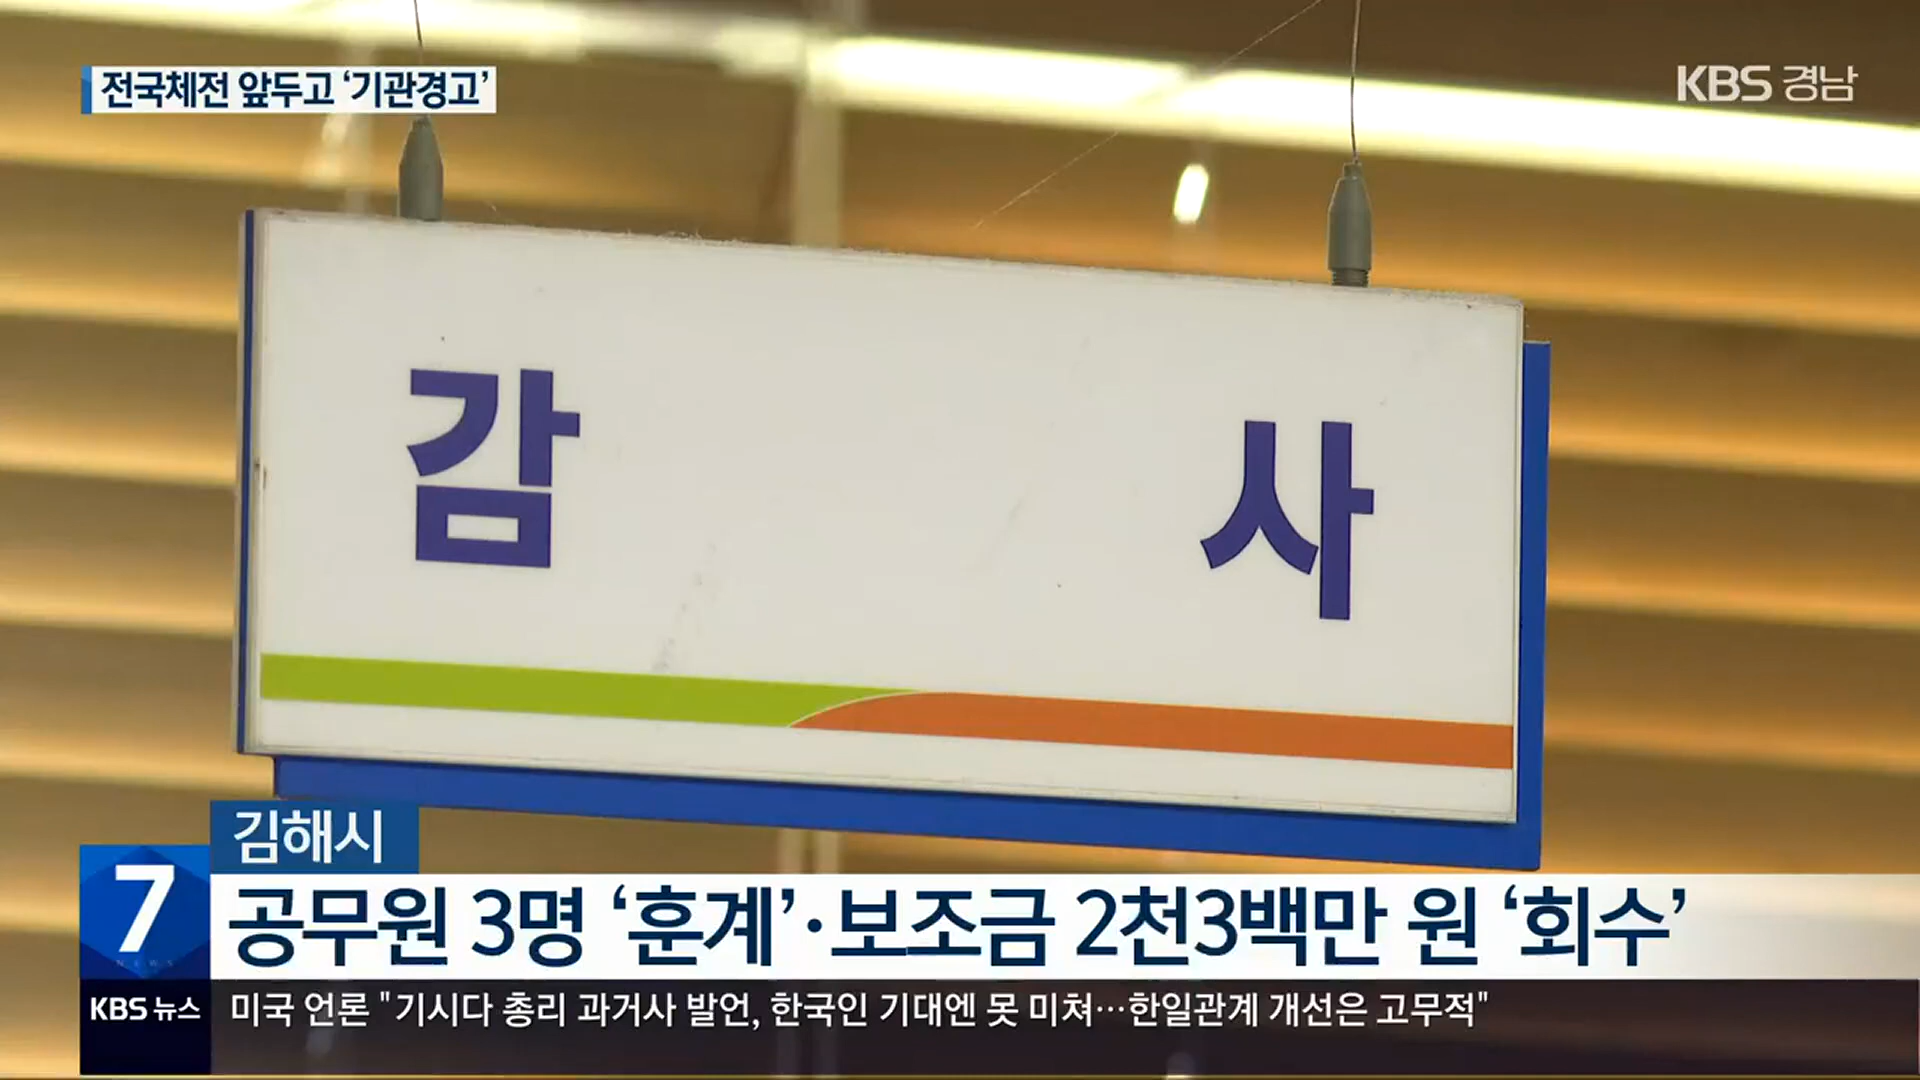 전국체전 앞두고 ‘기관경고’
KBS 경남
감 사
김해시
7
NEWS
공무원 3명 ‘훈계’·보조금 2천3백만 원 ‘회수’
KBS 뉴스
미국 언론 "기시다 총리 과거사 발언, 한국인 기대엔 못 미쳐…한일관계 개선은 고무적"